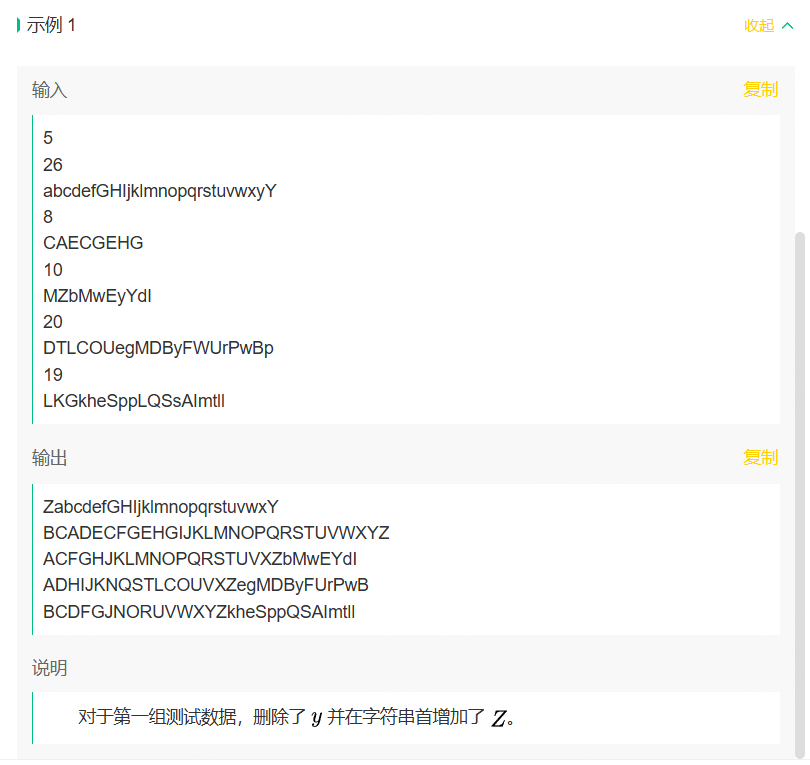 示例 1
收起
输入
复制
5
26
abcdefGHIjklmnopqrstuvwxyY
8
CAECGEHG
10
MZbMwEyYdI
20
DTLCOUegMDByFWUrPwBp
19
LKGkheSppLQSsAImtlI
输出
复制
ZabcdefGHIjklmnopqrstuvwxY
BCADECFGEHGIJKLMNOPQRSTUVWXYZ
ACFGHJKLMNOPQRSTUVXZbMwEYdI
ADHIJKNQSTLCOUVXZegMDByFUrPwB
BCDFGJNORUVWXYZkheSppQSAImtlI
说明
对于第一组测试数据，删除了 y 并在字符串首增加了 Z。